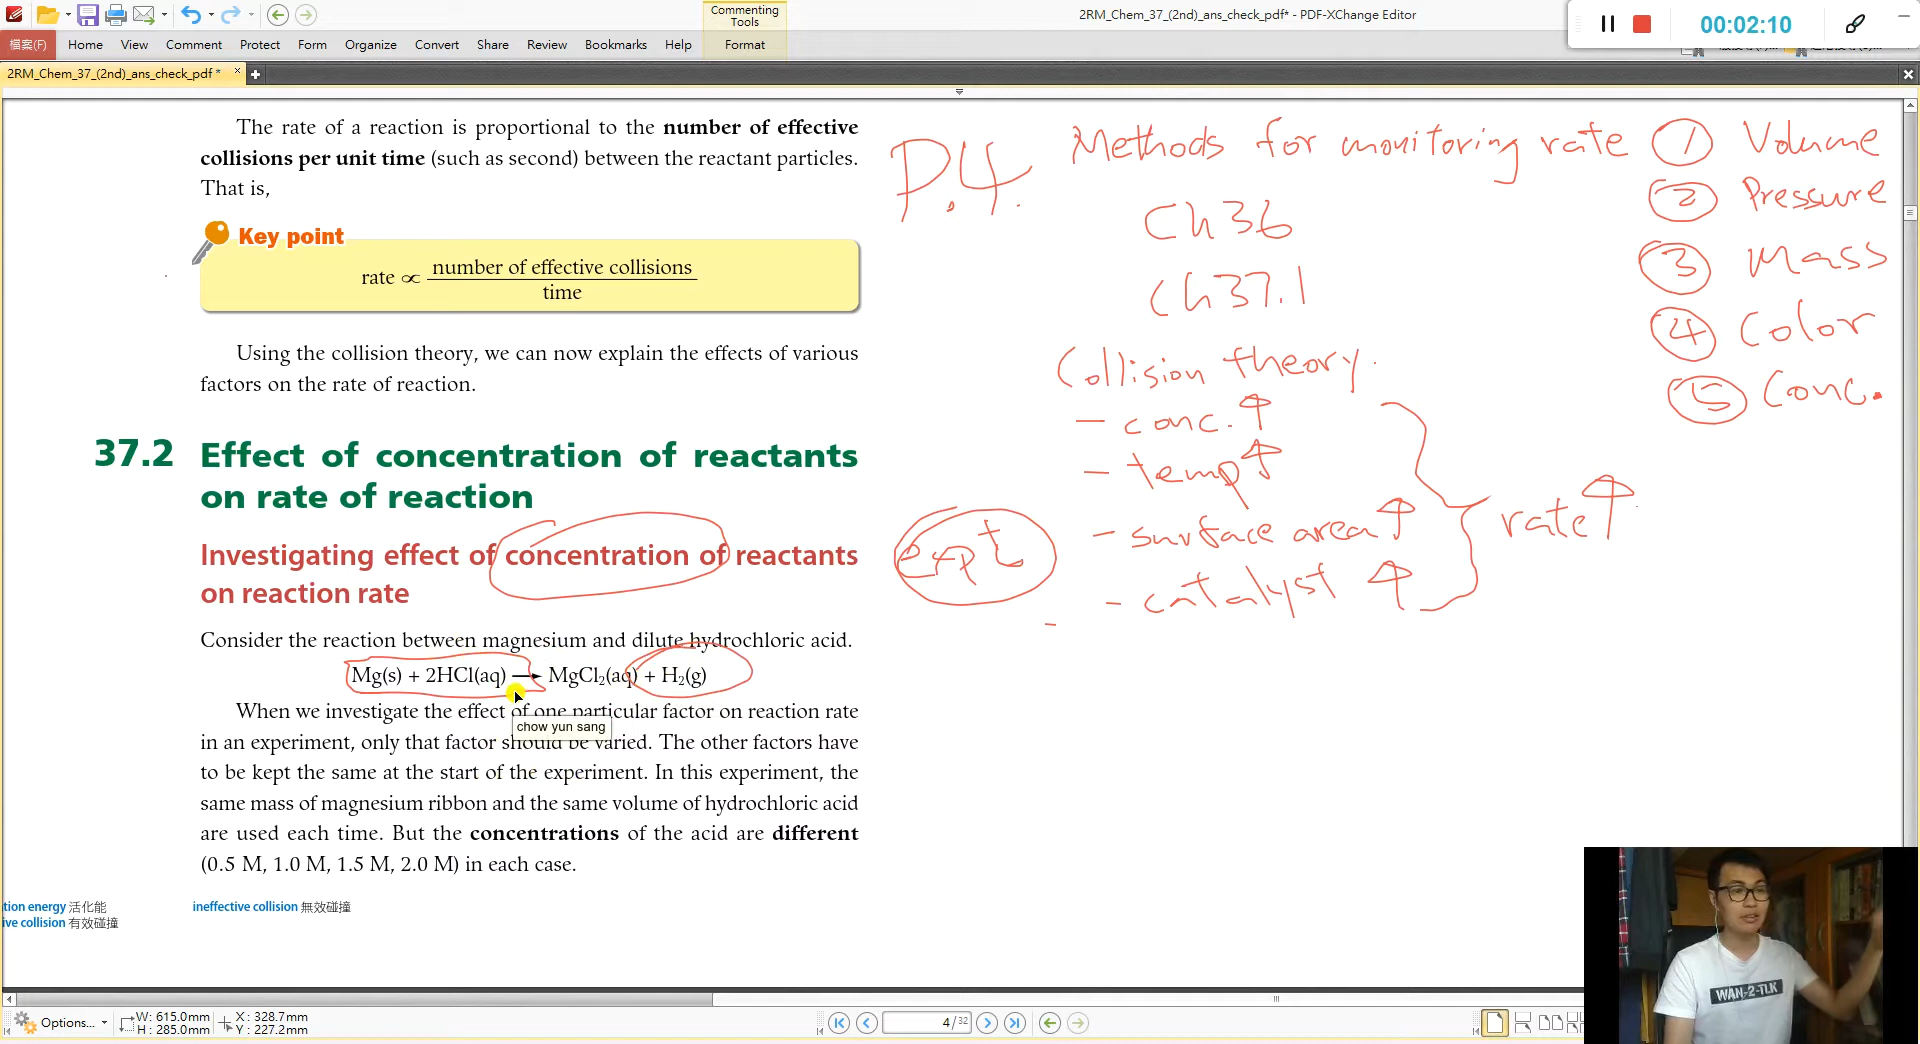 Commenting
Tools
2RM_Chem_37_(2nd)_ans_check_pdf* - PDF-XChange Editor
00:02:10
檔案(F) Home View Comment Protect Form Organize Convert Share Review Bookmarks Help Format
2RM_Chem_37_(2nd)_ans_check_pdf *
The rate of a reaction is proportional to the number of effective
collisions per unit time (such as second) between the reactant particles.
That is,
Key point
rate ∝ number of effective collisions
time
Using the collision theory, we can now explain the effects of various
factors on the rate of reaction.
37.2 Effect of concentration of reactants
on rate of reaction
Investigating effect of concentration of reactants
on reaction rate
Consider the reaction between magnesium and dilute hydrochloric acid.
Mg(s) + 2HCl(aq) → MgCl₂(aq) + H₂(g)
When we investigate the effect of one particular factor on reaction rate
chow yun sang
in an experiment, only that factor should be varied. The other factors have
to be kept the same at the start of the experiment. In this experiment, the
same mass of magnesium ribbon and the same volume of hydrochloric acid
are used each time. But the concentrations of the acid are different
(0.5 M, 1.0 M, 1.5 M, 2.0 M) in each case.
tion energy 活化能
ive collision 有效碰撞
ineffective collision 無效碰撞
P.4.
Methods for monitoring rate
Ch36
Ch37.1
Collision theory.
- conc. ↑
- temp ↑
- surface area ↑
- catalyst ↑
rate ↑
expt
-
① Volume
② Pressure
③ Mass
④ Color
⑤ Conc.
WAN-2-TLK
Options...
W: 615.0mm
H: 285.0mm
X: 328.7mm
Y: 227.2mm
4/32